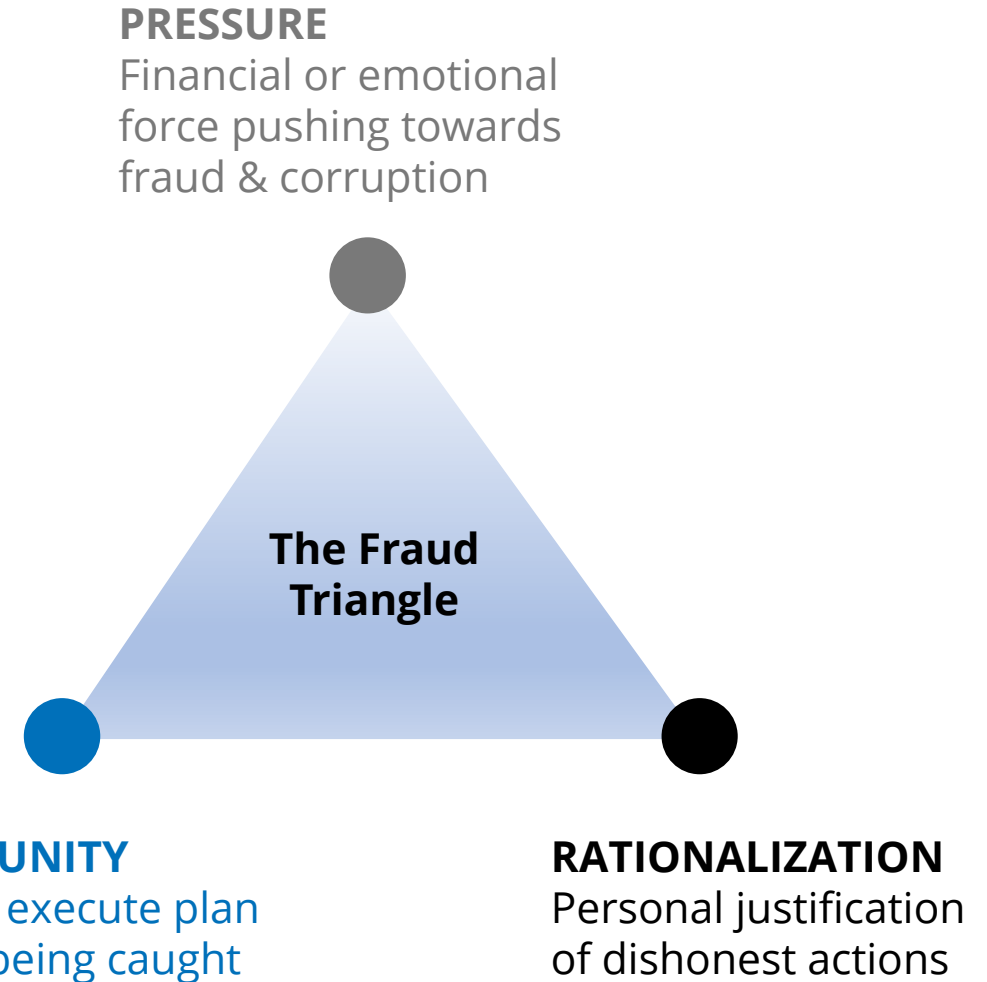 PRESSURE
Financial or emotional
force pushing towards
fraud & corruption
The Fraud
Triangle
UNITY
execute plan
being caught
RATIONALIZATION
Personal justification
of dishonest actions